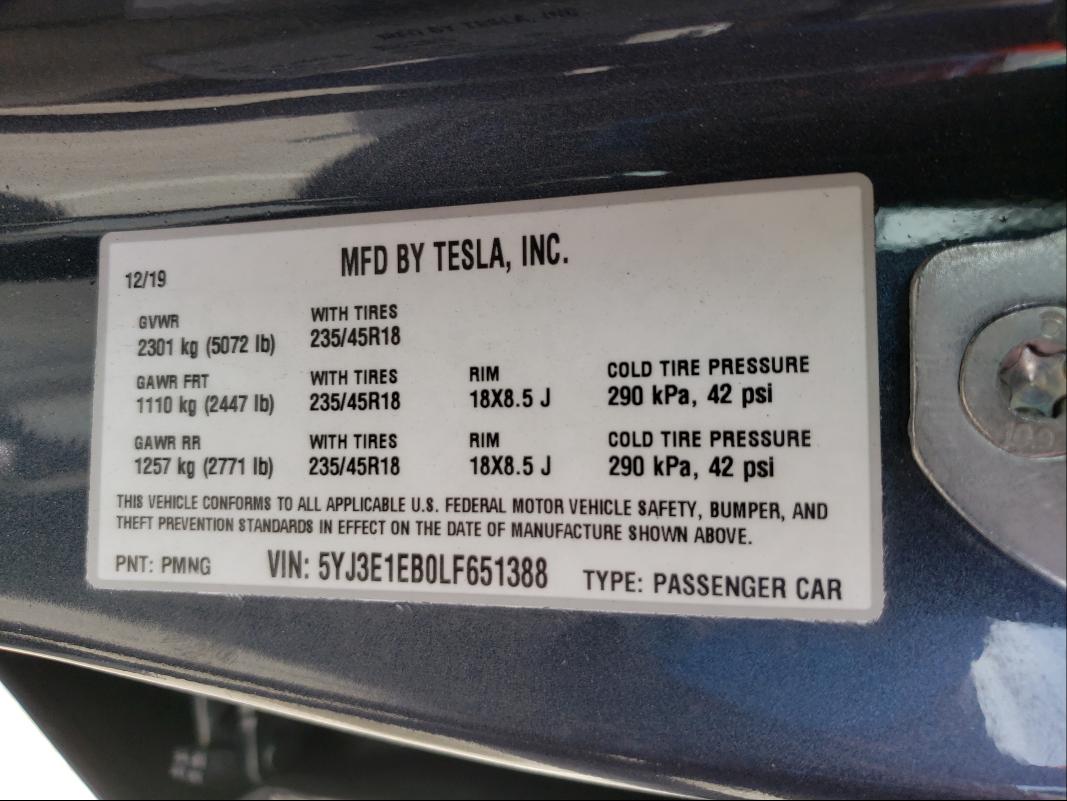 MFD BY TESLA, INC.
12/19
GVWR WITH TIRES
2301 kg (5072 lb) 235/45R18
GAWR FRT WITH TIRES RIM COLD TIRE PRESSURE
1110 kg (2447 lb) 235/45R18 18X8.5 J 290 kPa, 42 psi
GAWR RR WITH TIRES RIM COLD TIRE PRESSURE
1257 kg (2771 lb) 235/45R18 18X8.5 J 290 kPa, 42 psi
THIS VEHICLE CONFORMS TO ALL APPLICABLE U.S. FEDERAL MOTOR VEHICLE SAFETY, BUMPER, AND
THEFT PREVENTION STANDARDS IN EFFECT ON THE DATE OF MANUFACTURE SHOWN ABOVE.
PNT: PMNG VIN: 5YJ3E1EB0LF651388 TYPE: PASSENGER CAR